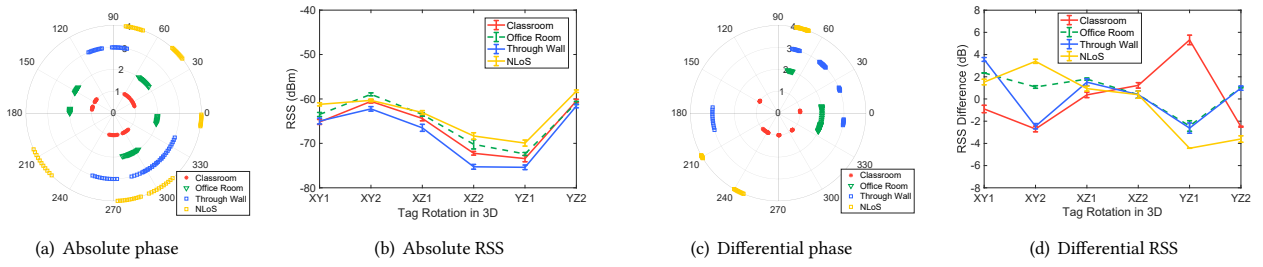 90
120
60
150
30
180
0
210
330
240
300
270
4
3
2
1
0
Classroom
Office Room
Through Wall
NLoS
(a) Absolute phase
RSS (dBm)
-40
-50
-60
-70
-80
XY1 XY2 XZ1 XZ2 YZ1 YZ2
Tag Rotation in 3D
Classroom
Office Room
Through Wall
NLoS
(b) Absolute RSS
90
120
60
150
30
180
0
210
330
240
300
270
4
3
2
1
0
Classroom
Office Room
Through Wall
NLoS
(c) Differential phase
RSS Difference (dB)
8
6
4
2
0
-2
-4
-6
-8
XY1 XY2 XZ1 XZ2 YZ1 YZ2
Tag Rotation in 3D
Classroom
Office Room
Through Wall
NLoS
(d) Differential RSS